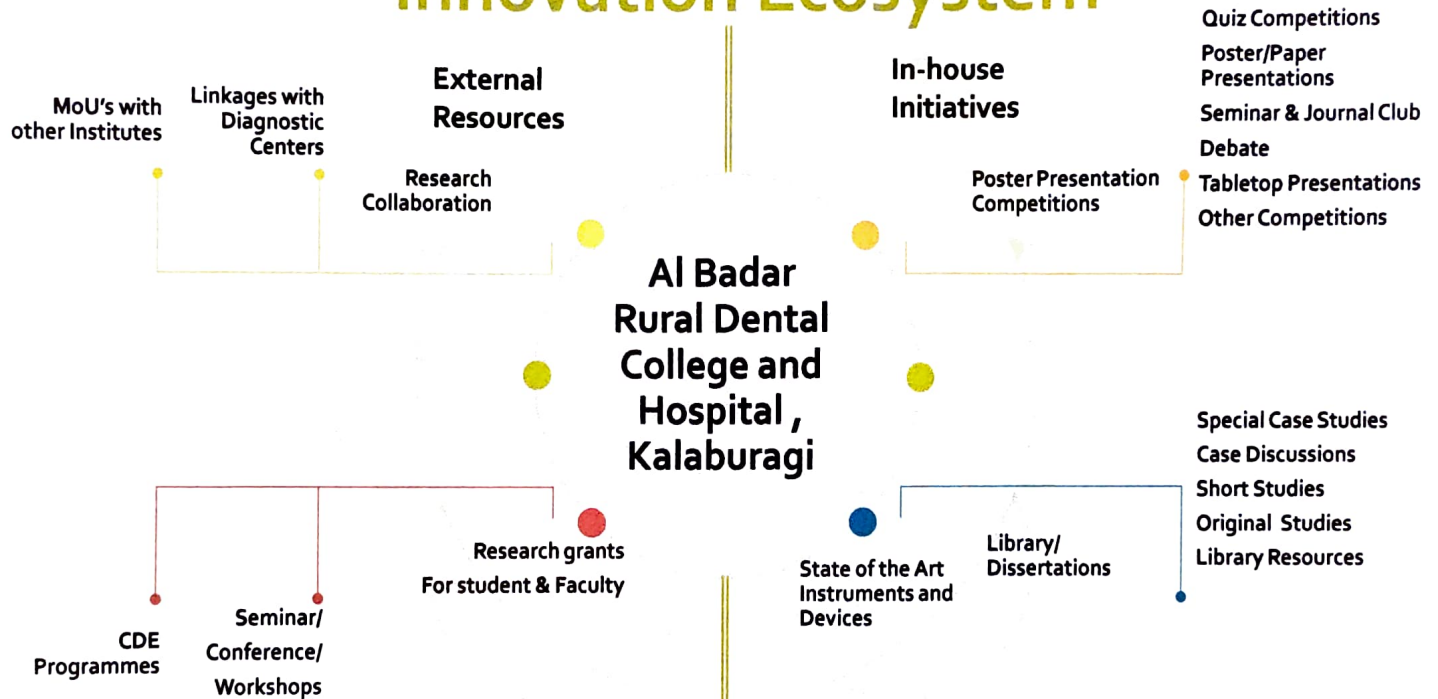 Innovation Ecosystem
External
Resources
MoU's with
other Institutes
Linkages with
Diagnostic
Centers
Research
Collaboration
In-house
Initiatives
Poster Presentation
Competitions
Quiz Competitions
Poster/Paper
Presentations
Seminar & Journal Club
Debate
Tabletop Presentations
Other Competitions
Al Badar
Rural Dental
College and
Hospital ,
Kalaburagi
Research grants
For student & Faculty
Seminar/
Conference/
Workshops
CDE
Programmes
State of the Art
Instruments and
Devices
Library/
Dissertations
Special Case Studies
Case Discussions
Short Studies
Original Studies
Library Resources